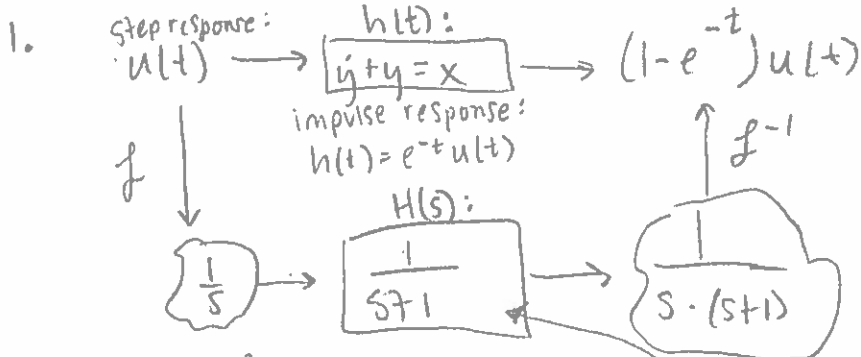 1.
step response:
u(t) → h(t): ẏ + y = x → (1 - e^-t) u(t)
impulse response:
h(t) = e^-t u(t)
ℒ
ℒ^-1
H(s):
1/s → 1/(s+1) → 1/(s · (s+1))